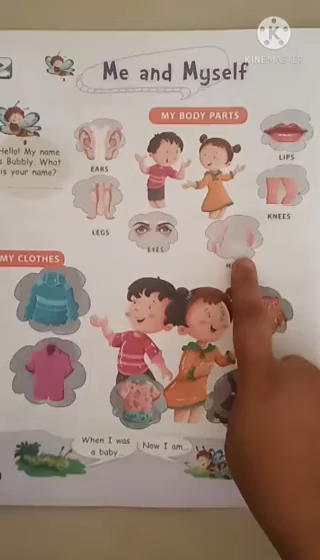 KINEMASTER
Me and Myself
MY BODY PARTS
Hello! My name
s Bubbly. What
is your name?
EARS
LIPS
LEGS
EYES
KNEES
MY CLOTHES
When I was
a baby...
Now I am...